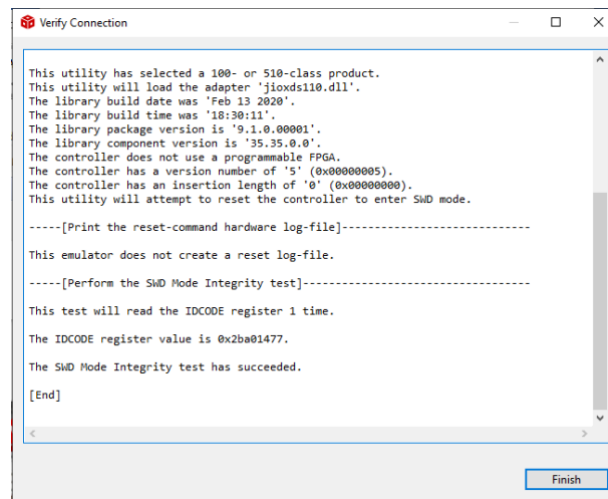 Verify Connection
This utility has selected a 100- or 510-class product.
This utility will load the adapter 'jioxds110.dll'.
The library build date was 'Feb 13 2020'.
The library build time was '18:30:11'.
The library package version is '9.1.0.00001'.
The library component version is '35.35.0.0'.
The controller does not use a programmable FPGA.
The controller has a version number of '5' (0x00000005).
The controller has an insertion length of '0' (0x00000000).
This utility will attempt to reset the controller to enter SWD mode.
-----[Print the reset-command hardware log-file]-----------------------------
This emulator does not create a reset log-file.
-----[Perform the SWD Mode Integrity test]-----------------------------------
This test will read the IDCODE register 1 time.
The IDCODE register value is 0x2ba01477.
The SWD Mode Integrity test has succeeded.
[End]
Finish